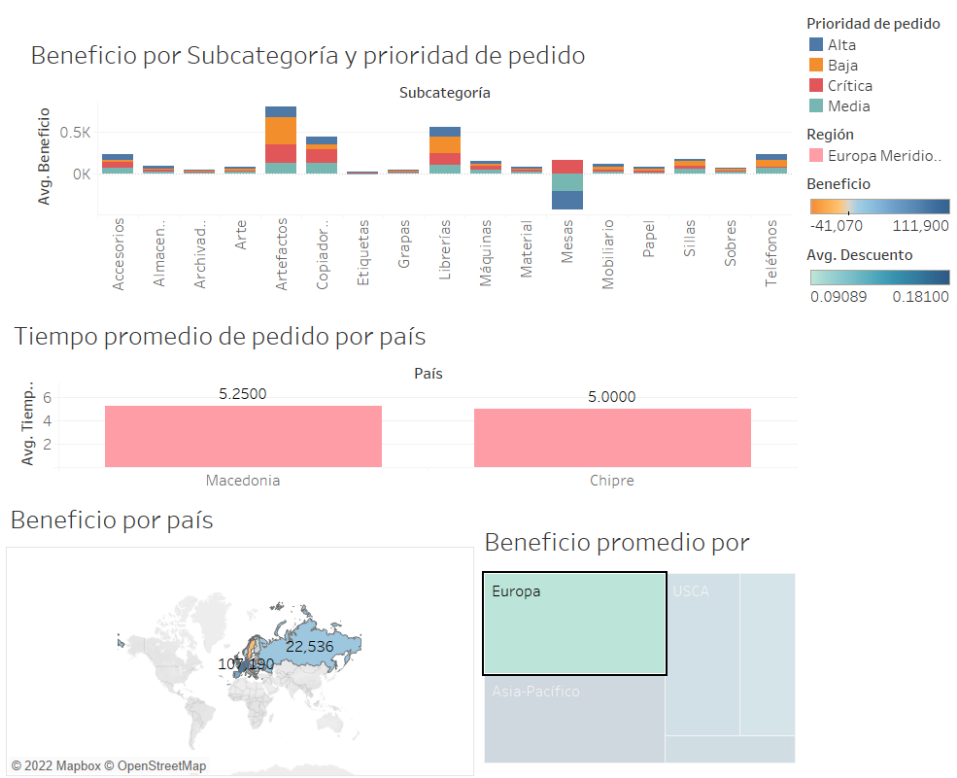 Beneficio por Subcategoría y prioridad de pedido
Subcategoría
Avg. Beneficio
0.5K
0K
Accesorios
Almacen..
Archivad..
Arte
Artefactos
Copiador..
Etiquetas
Grapas
Librerías
Máquinas
Material
Mesas
Mobiliario
Papel
Sillas
Sobres
Teléfonos
Prioridad de pedido
Alta
Baja
Crítica
Media
Región
Europa Meridio..
Beneficio
-41,070 111,900
Avg. Descuento
0.09089 0.18100
Tiempo promedio de pedido por país
País
Avg. Tiemp..
6
4
2
5.2500
5.0000
Macedonia
Chipre
Beneficio por país
22,536
107,190
© 2022 Mapbox © OpenStreetMap
Beneficio promedio por
Europa
USCA
Asia-Pacífico